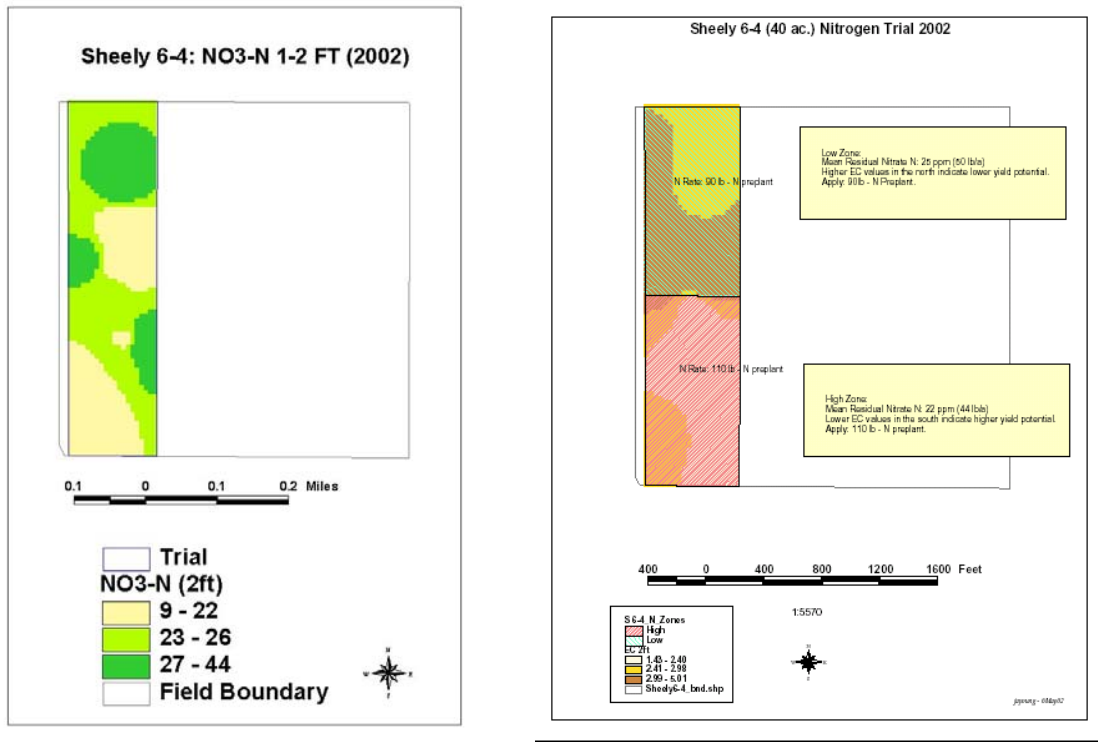 Sheely 6-4: NO3-N 1-2 FT (2002)
0.1 0 0.1 0.2 Miles
Trial
NO3-N (2ft)
9 - 22
23 - 26
27 - 44
Field Boundary
Sheely 6-4 (40 ac.) Nitrogen Trial 2002
Low Zone:
Mean Residual Nitrate N: 25 ppm (50 lb/a)
Higher EC values in the north indicate lower yield potential.
Apply: 90lb - N Preplant.
N Rate: 90 lb - N preplant
N Rate: 110 lb - N preplant
High Zone:
Mean Residual Nitrate N: 22 ppm (44 lb/a)
Lower EC values in the south indicate higher yield potential.
Apply: 110 lb - N preplant.
400 0 400 800 1200 1600 Feet
1:5570
S 6-4_N_Zones
High
Low
EC 2ft
1.43 - 2.40
2.41 - 2.98
2.99 - 5.01
Sheely6-4_bnd.shp